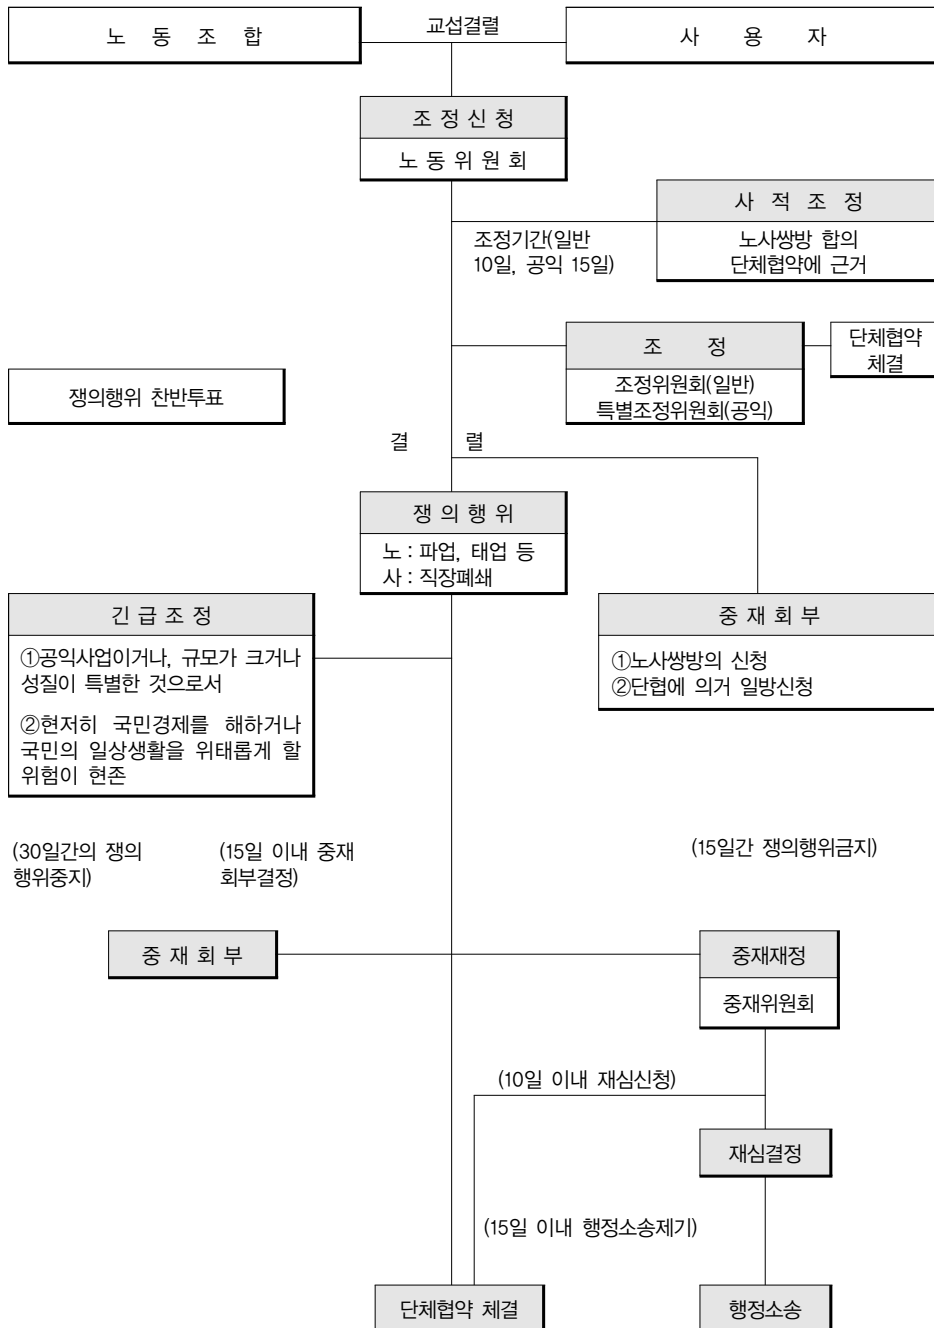 노 동 조 합
교섭결렬
사 용 자
조 정 신 청
노 동 위 원 회
사 적 조 정
노사쌍방 합의
단체협약에 근거
조정기간(일반
10일, 공익 15일)
조 정
조정위원회(일반)
특별조정위원회(공익)
단체협약
체결
쟁의행위 찬반투표
결 렬
쟁 의 행 위
노 : 파업, 태업 등
사 : 직장폐쇄
긴 급 조 정
①공익사업이거나, 규모가 크거나
성질이 특별한 것으로서
②현저히 국민경제를 해하거나
국민의 일상생활을 위태롭게 할
위험이 현존
중 재 회 부
①노사쌍방의 신청
②단협에 의거 일방신청
(30일간의 쟁의
행위중지)
(15일 이내 중재
회부결정)
(15일간 쟁의행위금지)
중 재 회 부
중재재정
중재위원회
(10일 이내 재심신청)
재심결정
(15일 이내 행정소송제기)
단체협약 체결
행정소송